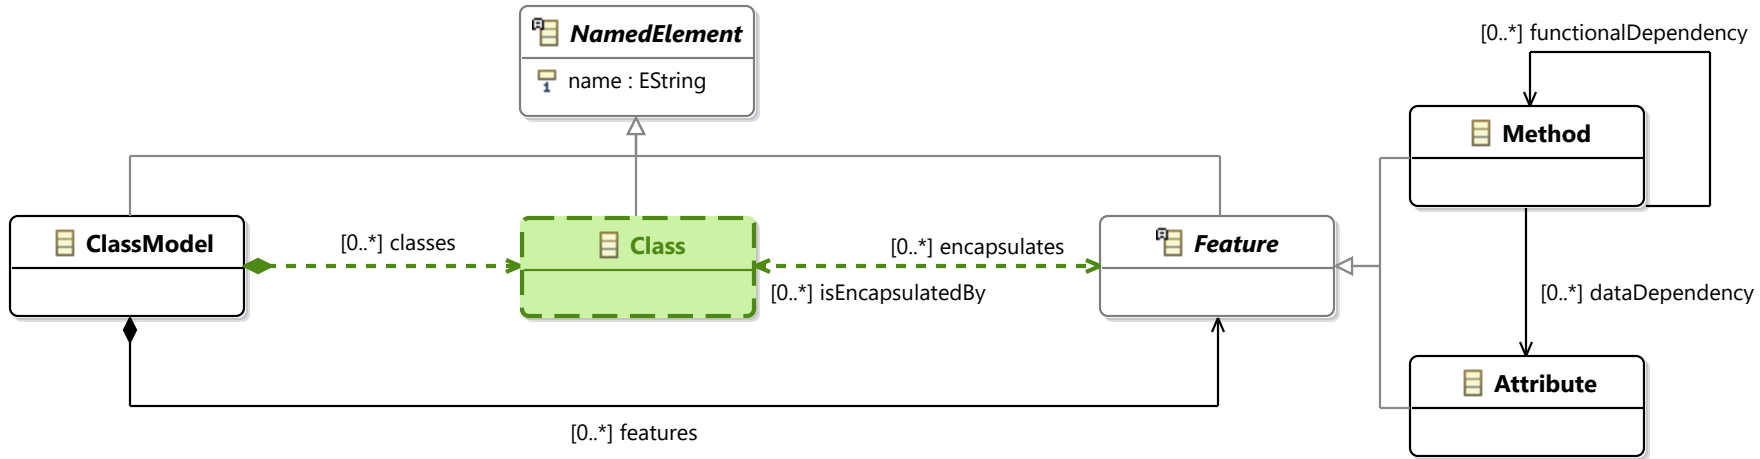 NamedElement
name : EString
[0..*] functionalDependency
Method
ClassModel
[0..*] classes
Class
[0..*] encapsulates
[0..*] isEncapsulatedBy
Feature
[0..*] dataDependency
Attribute
[0..*] features